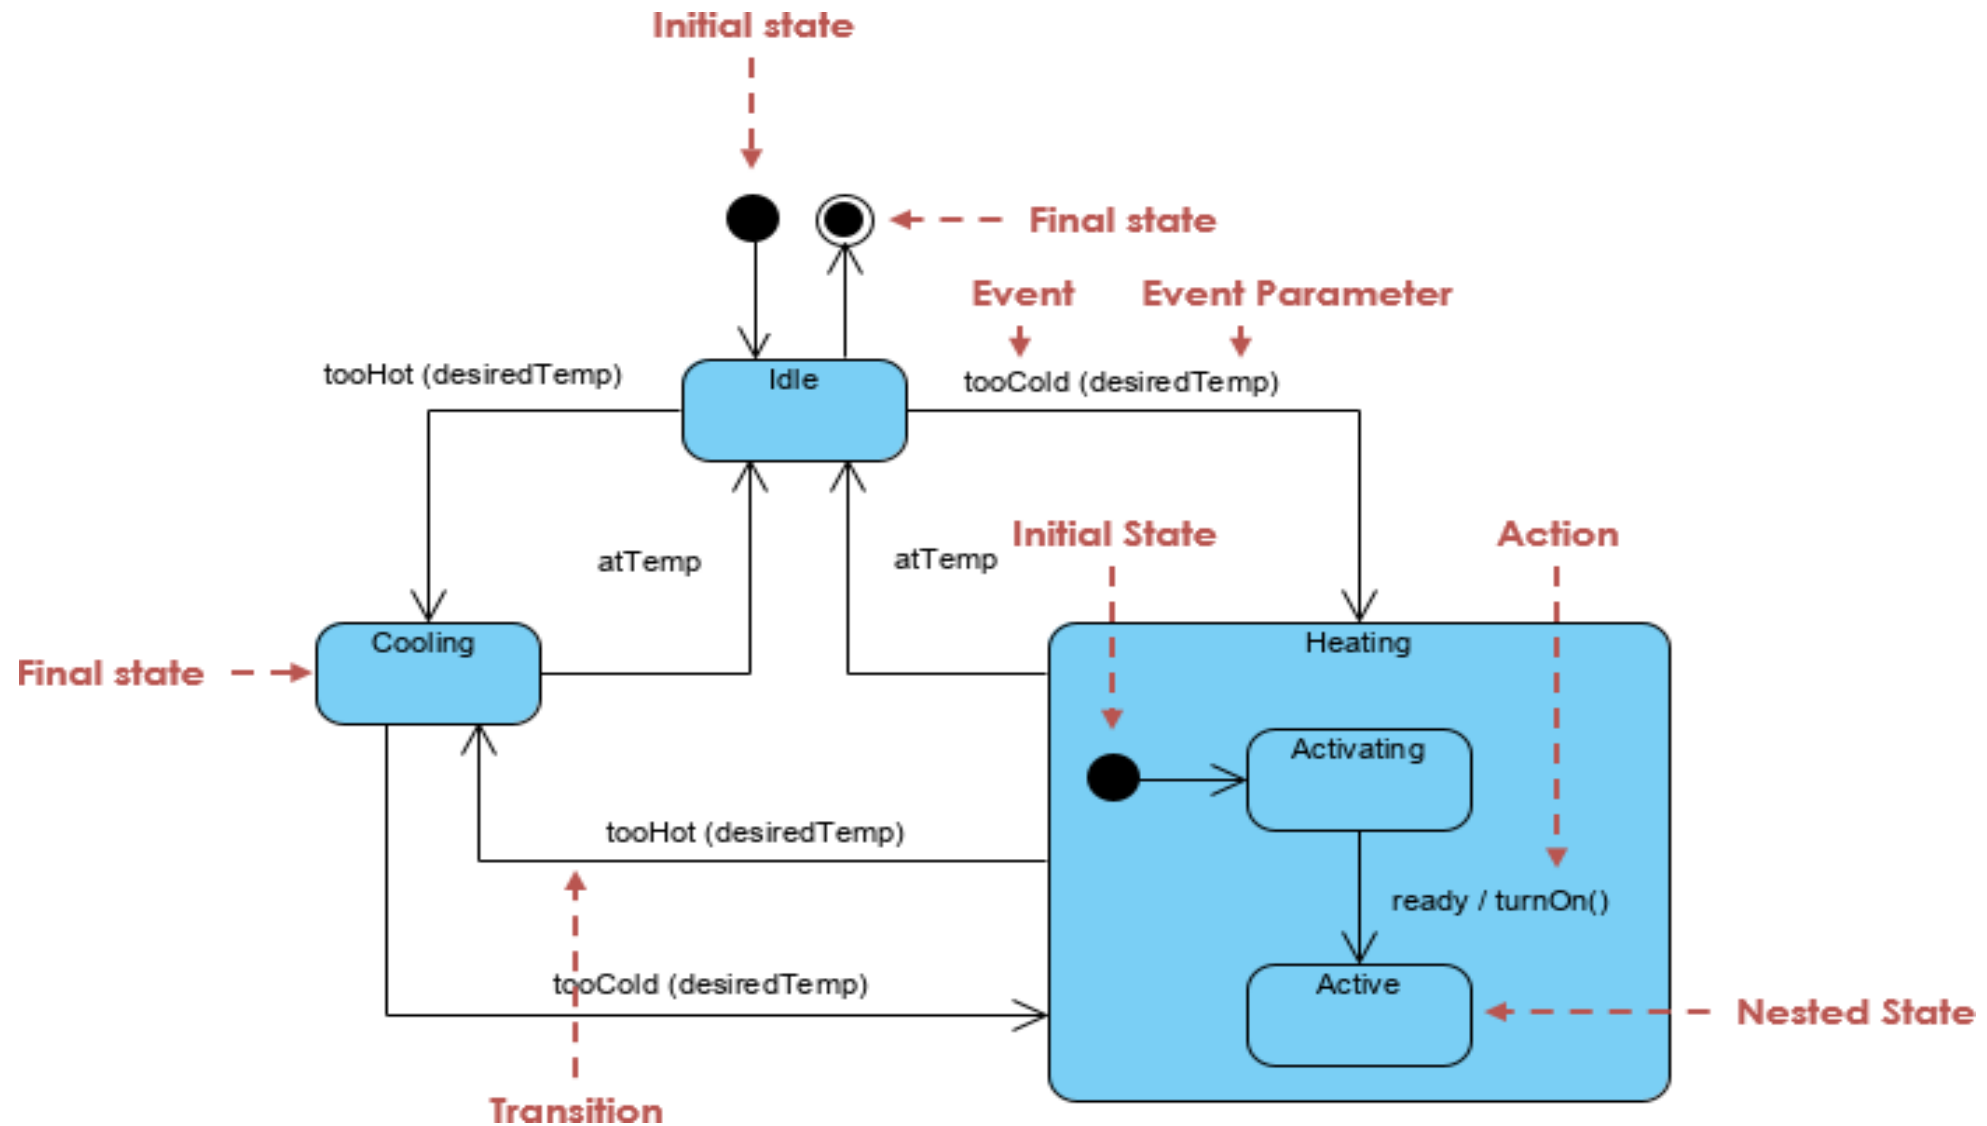 Initial state
Final state
Event
Event Parameter
tooHot (desiredTemp)
Idle
tooCold (desiredTemp)
Initial State
Action
atTemp
atTemp
Cooling
Heating
Final state
Activating
tooHot (desiredTemp)
ready / turnOn()
tooCold (desiredTemp)
Active
Nested State
Transition